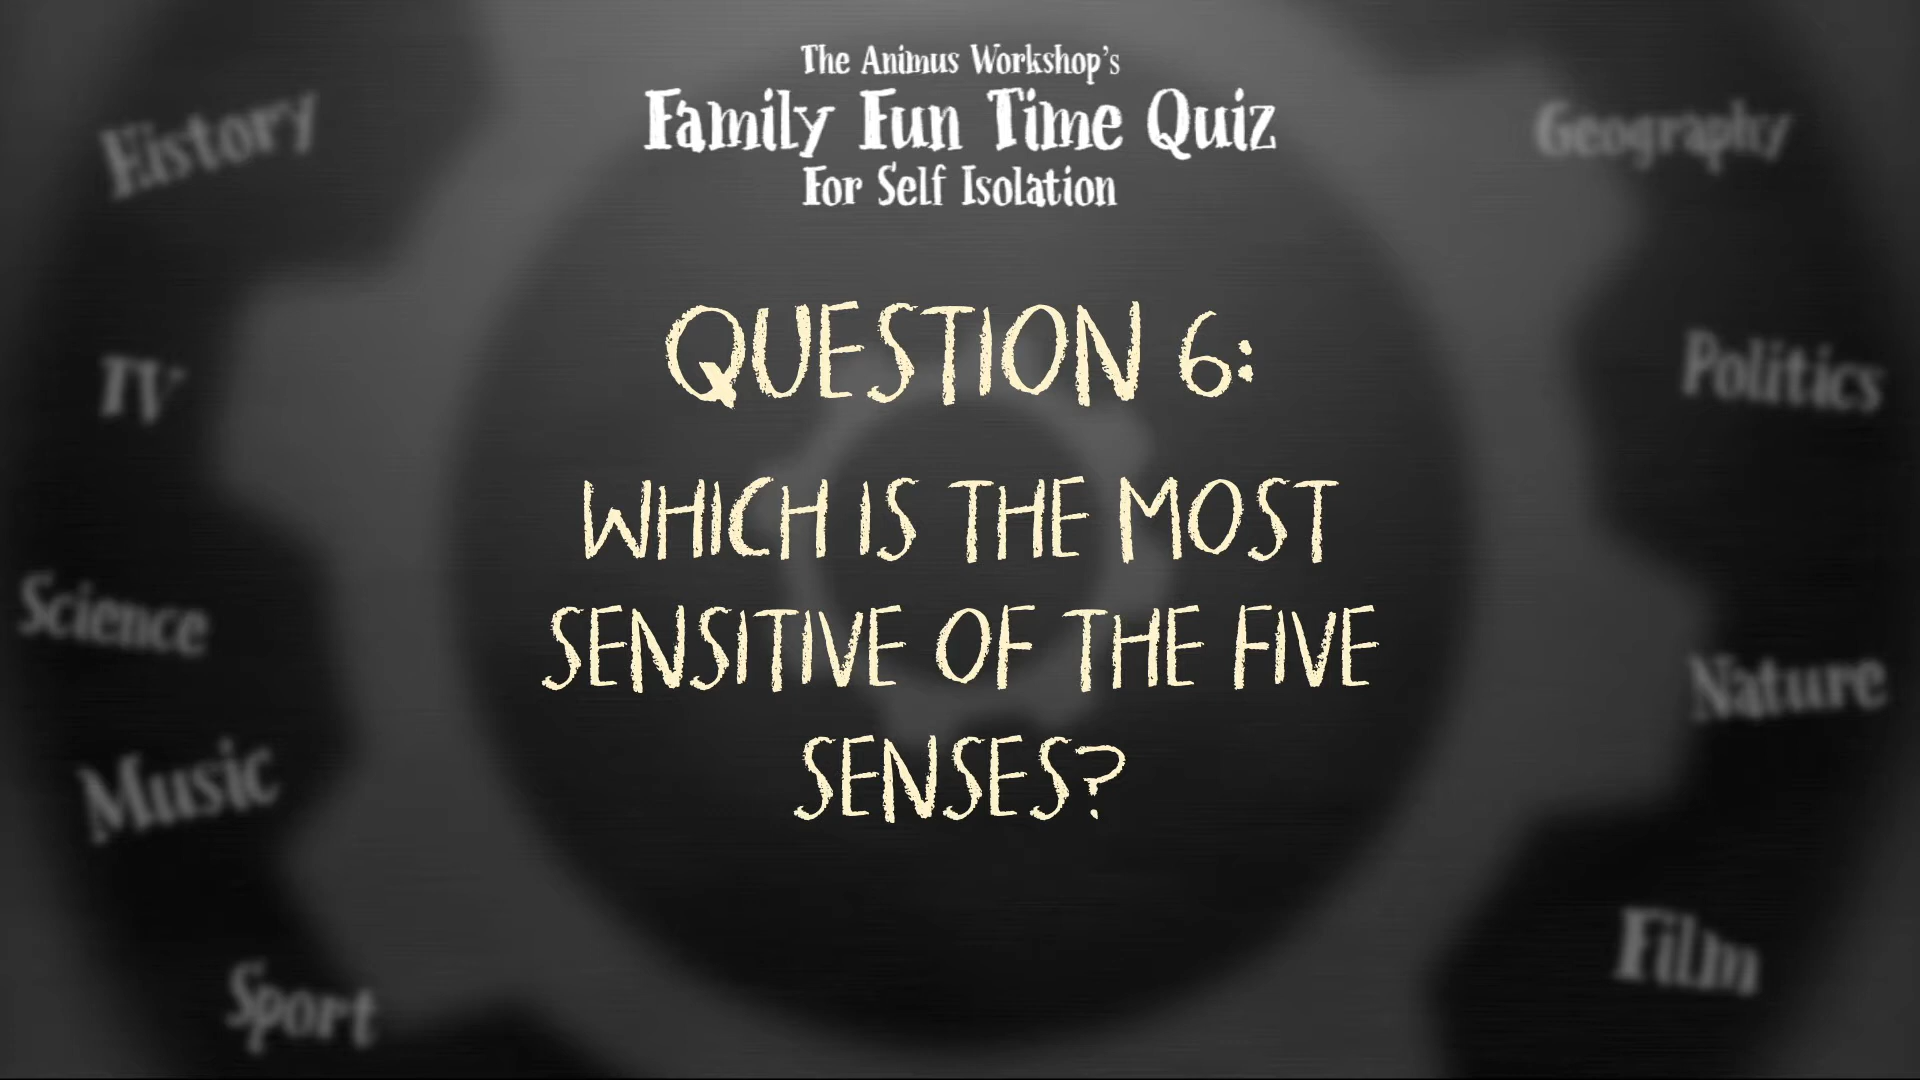 The Animus Workshop's
Family Fun Time Quiz
For Self Isolation
History
Geography
TV
Politics
Science
Nature
Music
Film
Sport
QUESTION 6:
WHICH IS THE MOST
SENSITIVE OF THE FIVE
SENSES?